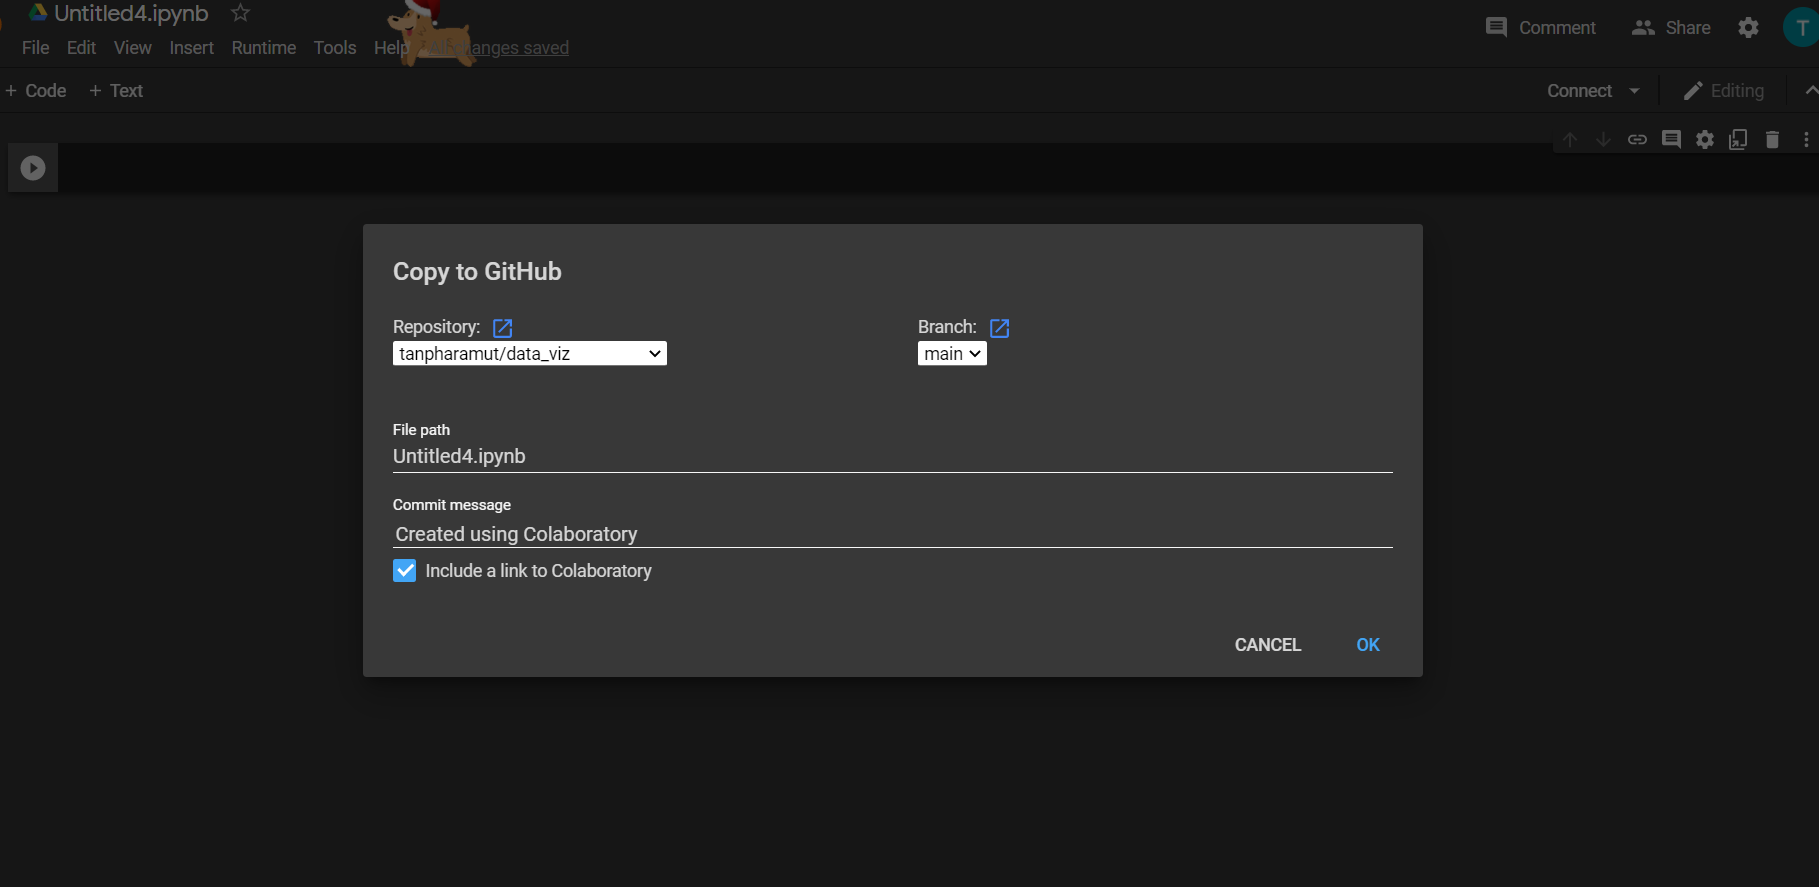 Untitled4.ipynb
File Edit View Insert Runtime Tools Help All changes saved
Comment Share T
+ Code + Text
Connect Editing
Copy to GitHub
Repository: Branch:
tanpharamut/data_viz main
File path
Untitled4.ipynb
Commit message
Created using Colaboratory
Include a link to Colaboratory
CANCEL OK